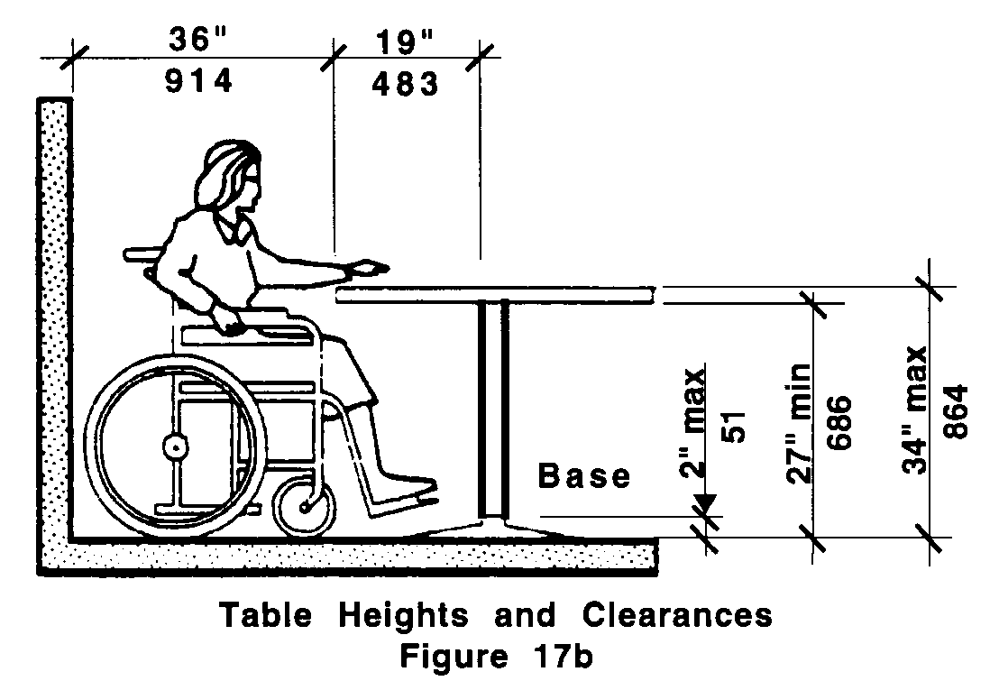 36"
914
19"
483
2" max
51
27" min
686
34" max
864
Base
Table Heights and Clearances
Figure 17b